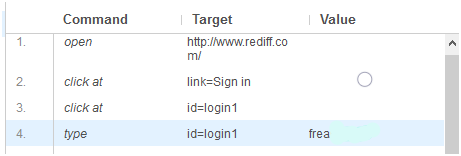 Command Target Value
1. open http://www.rediff.co
m/
2. click at link=Sign in
3. click at id=login1
4. type id=login1 frea